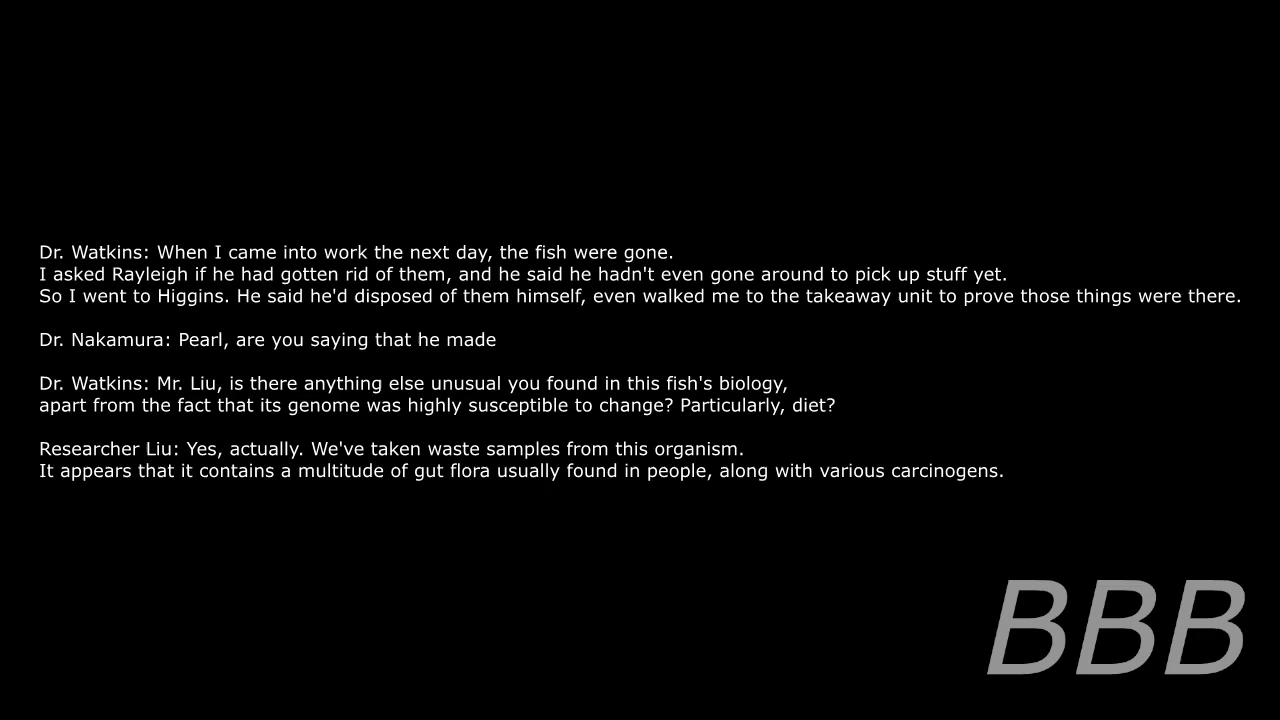 Dr. Watkins: When I came into work the next day, the fish were gone.
I asked Rayleigh if he had gotten rid of them, and he said he hadn't even gone around to pick up stuff yet.
So I went to Higgins. He said he'd disposed of them himself, even walked me to the takeaway unit to prove those things were there.
Dr. Nakamura: Pearl, are you saying that he made
Dr. Watkins: Mr. Liu, is there anything else unusual you found in this fish's biology,
apart from the fact that its genome was highly susceptible to change? Particularly, diet?
Researcher Liu: Yes, actually. We've taken waste samples from this organism.
It appears that it contains a multitude of gut flora usually found in people, along with various carcinogens.
BBB